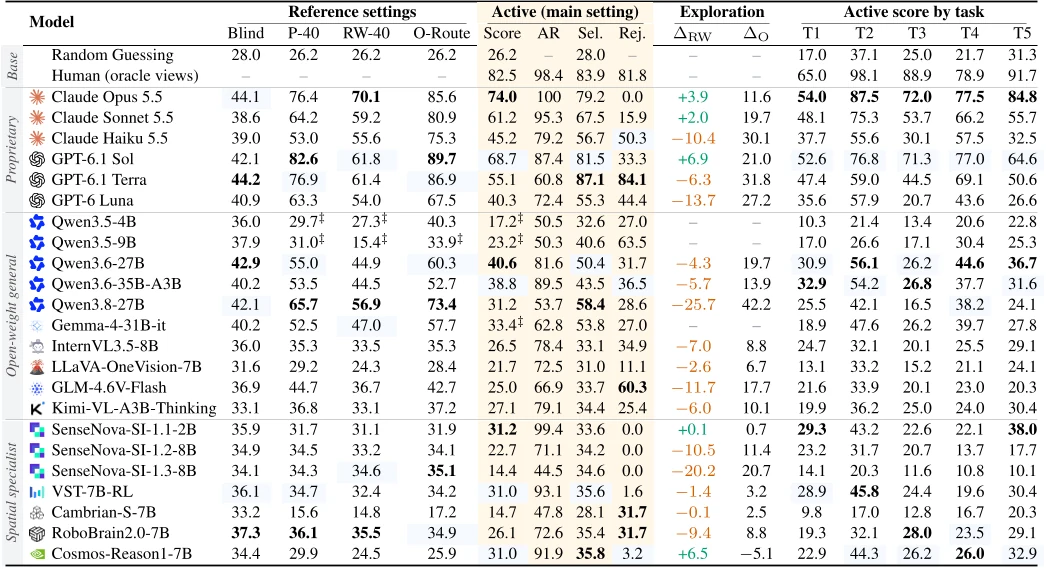 Model Reference settings Active (main setting) Exploration Active score by task
Blind P-40 RW-40 O-Route Score AR Sel. Rej. Δ_RW Δ_O T1 T2 T3 T4 T5
Base
Random Guessing 28.0 26.2 26.2 26.2 26.2 – 28.0 – – – 17.0 37.1 25.0 21.7 31.3
Human (oracle views) – – – – 82.5 98.4 83.9 81.8 – – 65.0 98.1 88.9 78.9 91.7
Proprietary
Claude Opus 5.5 44.1 76.4 70.1 85.6 74.0 100 79.2 0.0 +3.9 11.6 54.0 87.5 72.0 77.5 84.8
Claude Sonnet 5.5 38.6 64.2 59.2 80.9 61.2 95.3 67.5 15.9 +2.0 19.7 48.1 75.3 53.7 66.2 55.7
Claude Haiku 5.5 39.0 53.0 55.6 75.3 45.2 79.2 56.7 50.3 −10.4 30.1 37.7 55.6 30.1 57.5 32.5
GPT-6.1 Sol 42.1 82.6 61.8 89.7 68.7 87.4 81.5 33.3 +6.9 21.0 52.6 76.8 71.3 77.0 64.6
GPT-6.1 Terra 44.2 76.9 61.4 86.9 55.1 60.8 87.1 84.1 −6.3 31.8 47.4 59.0 44.5 69.1 50.6
GPT-6 Luna 40.9 63.3 54.0 67.5 40.3 72.4 55.3 44.4 −13.7 27.2 35.6 57.9 20.7 43.6 26.6
Open-weight general
Qwen3.5-4B 36.0 29.7‡ 27.3‡ 40.3 17.2‡ 50.5 32.6 27.0 – – 10.3 21.4 13.4 20.6 22.8
Qwen3.5-9B 37.9 31.0‡ 15.4‡ 33.9‡ 23.2‡ 50.3 40.6 63.5 – – 17.0 26.6 17.1 30.4 25.3
Qwen3.6-27B 42.9 55.0 44.9 60.3 40.6 81.6 50.4 31.7 −4.3 19.7 30.9 56.1 26.2 44.6 36.7
Qwen3.6-35B-A3B 40.2 53.5 44.5 52.7 38.8 89.5 43.5 36.5 −5.7 13.9 32.9 54.2 26.8 37.7 31.6
Qwen3.8-27B 42.1 65.7 56.9 73.4 31.2 53.7 58.4 28.6 −25.7 42.2 25.5 42.1 16.5 38.2 24.1
Gemma-4-31B-it 40.2 52.5 47.0 57.7 33.4‡ 62.8 53.8 27.0 – – 18.9 47.6 26.2 39.7 27.8
InternVL3.5-8B 36.0 35.3 33.5 35.3 26.5 78.4 33.1 34.9 −7.0 8.8 24.7 32.1 20.1 25.5 29.1
LLaVA-OneVision-7B 31.6 29.2 24.3 28.4 21.7 72.5 31.0 11.1 −2.6 6.7 13.1 33.2 15.2 21.1 24.1
GLM-4.6V-Flash 36.9 44.7 36.7 42.7 25.0 66.9 33.7 60.3 −11.7 17.7 21.6 33.9 20.1 23.0 20.3
Kimi-VL-A3B-Thinking 33.1 36.8 33.1 37.2 27.1 79.1 34.4 25.4 −6.0 10.1 19.9 36.2 25.0 24.0 30.4
Spatial specialist
SenseNova-SI-1.1-2B 35.9 31.7 31.1 31.9 31.2 99.4 33.6 0.0 +0.1 0.7 29.3 43.2 22.6 22.1 38.0
SenseNova-SI-1.2-8B 34.9 34.5 33.2 34.1 22.7 71.1 34.2 0.0 −10.5 11.4 23.2 31.7 20.7 13.7 17.7
SenseNova-SI-1.3-8B 34.1 34.3 34.6 35.1 14.4 44.5 34.6 0.0 −20.2 20.7 14.1 20.3 11.6 10.8 10.1
VST-7B-RL 36.1 34.7 32.4 34.2 31.0 93.1 35.6 1.6 −1.4 3.2 28.9 45.8 24.4 19.6 30.4
Cambrian-S-7B 33.2 15.6 14.8 17.2 14.7 47.8 28.1 31.7 −0.1 2.5 9.8 17.0 12.8 16.7 20.3
RoboBrain2.0-7B 37.3 36.1 35.5 34.9 26.1 72.6 35.4 31.7 −9.4 8.8 19.3 32.1 28.0 23.5 29.1
Cosmos-Reason1-7B 34.4 29.9 24.5 25.9 31.0 91.9 35.8 3.2 +6.5 −5.1 22.9 44.3 26.2 26.0 32.9